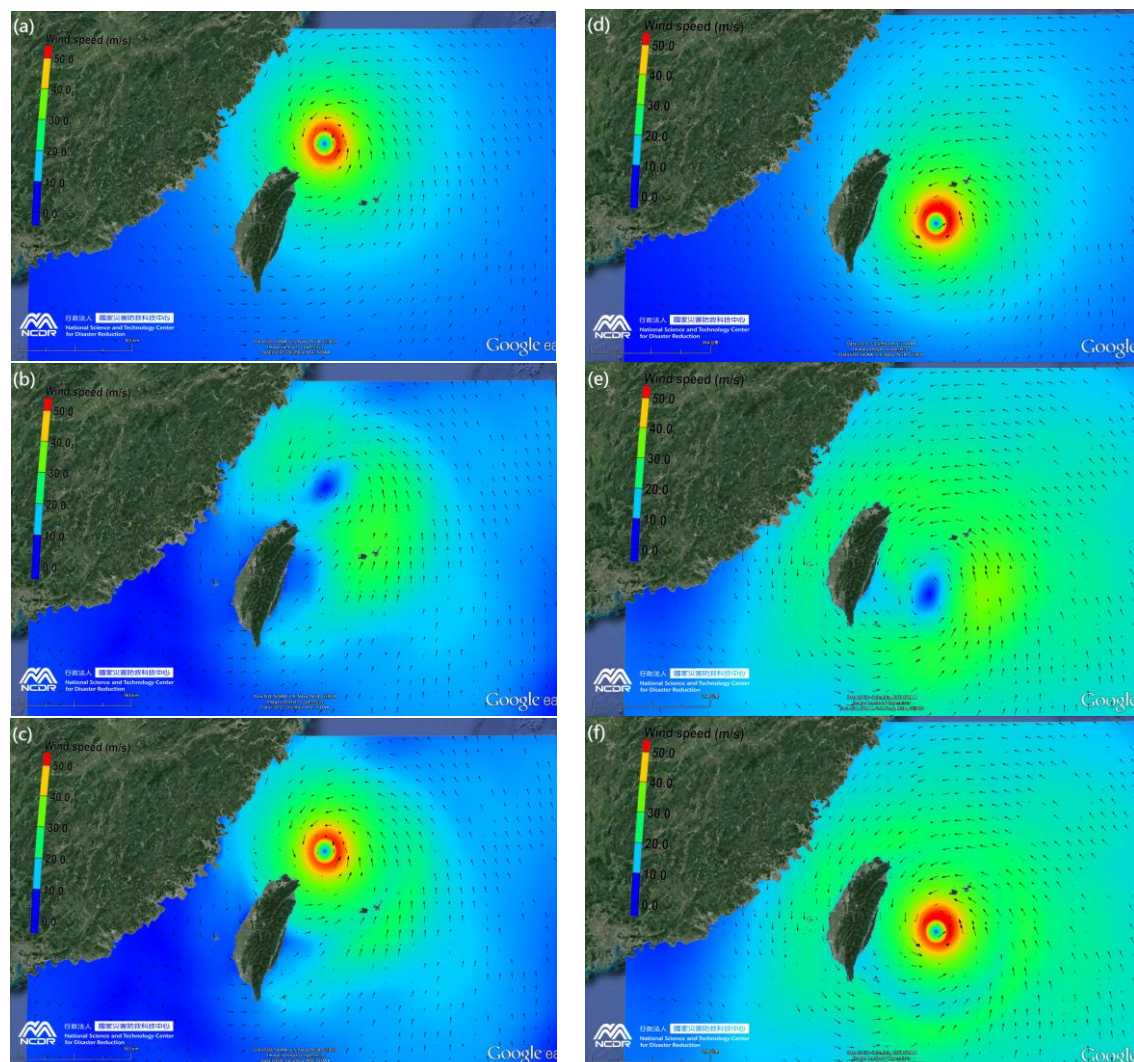 (a)
Wind speed (m/s)
50.0
40.0
30.0
20.0
10.0
0.0
行政法人 國家災害防救科技中心
NCDR National Science and Technology Center
for Disaster Reduction
Google ea
(b)
Wind speed (m/s)
50.0
40.0
30.0
20.0
10.0
0.0
行政法人 國家災害防救科技中心
NCDR National Science and Technology Center
for Disaster Reduction
Google ea
(c)
Wind speed (m/s)
50.0
40.0
30.0
20.0
10.0
0.0
行政法人 國家災害防救科技中心
NCDR National Science and Technology Center
for Disaster Reduction
Google ea
(d)
Wind speed (m/s)
50.0
40.0
30.0
20.0
10.0
0.0
行政法人 國家災害防救科技中心
NCDR National Science and Technology Center
for Disaster Reduction
Google
(e)
Wind speed (m/s)
50.0
40.0
30.0
20.0
10.0
0.0
行政法人 國家災害防救科技中心
NCDR National Science and Technology Center
for Disaster Reduction
Google
(f)
Wind speed (m/s)
50.0
40.0
30.0
20.0
10.0
0.0
行政法人 國家災害防救科技中心
NCDR National Science and Technology Center
for Disaster Reduction
Google